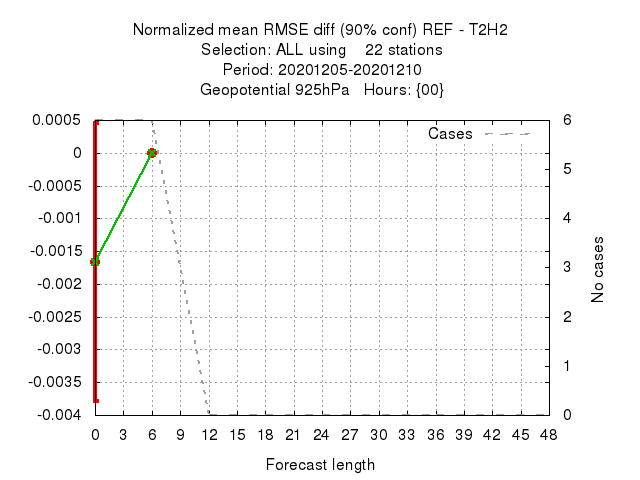 Normalized mean RMSE diff (90% conf) REF - T2H2
Selection: ALL using    22 stations
Period: 20201205-20201210
Geopotential 925hPa   Hours: {00}
Cases
0.0005
0
-0.0005
-0.001
-0.0015
-0.002
-0.0025
-0.003
-0.0035
-0.004
6
5
4
3
2
1
0
No cases
0 3 6 9 12 15 18 21 24 27 30 33 36 39 42 45 48
Forecast length